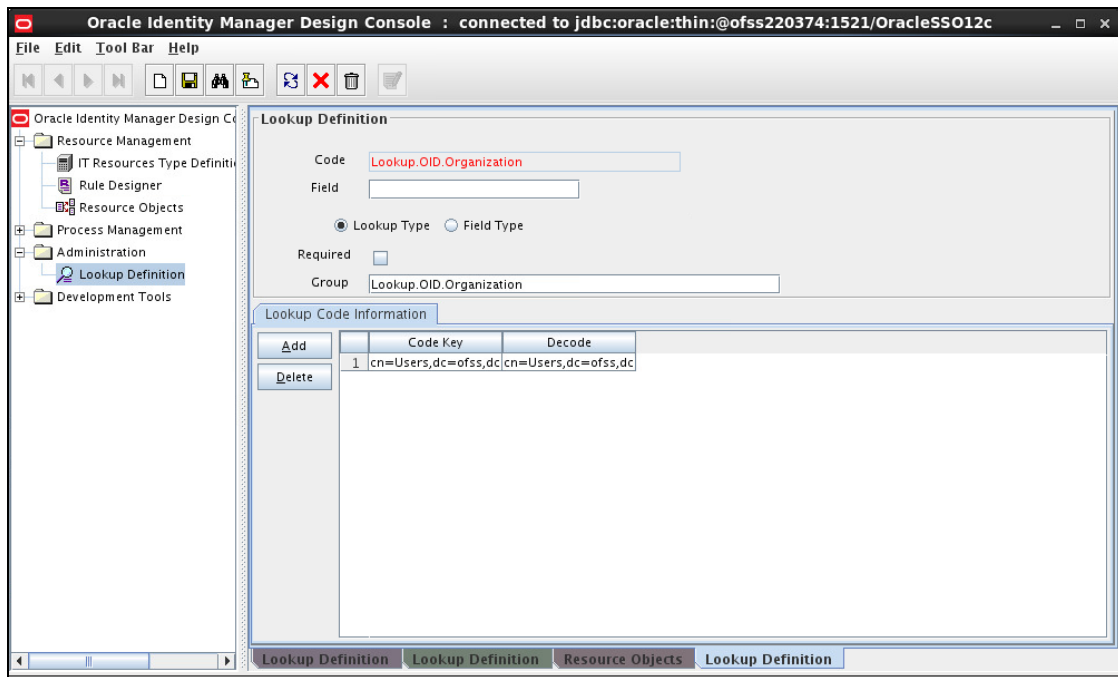 Oracle Identity Manager Design Console : connected to jdbc:oracle:thin:@ofss220374:1521/OracleSSO12c
File Edit Tool Bar Help
Oracle Identity Manager Design Co
Resource Management
IT Resources Type Definitio
Rule Designer
Resource Objects
Process Management
Administration
Lookup Definition
Development Tools
Lookup Definition
Code Lookup.OID.Organization
Field
Lookup Type Field Type
Required
Group Lookup.OID.Organization
Lookup Code Information
Add
Delete
Code Key Decode
1 cn=Users,dc=ofss,dc cn=Users,dc=ofss,dc
Lookup Definition Lookup Definition Resource Objects Lookup Definition